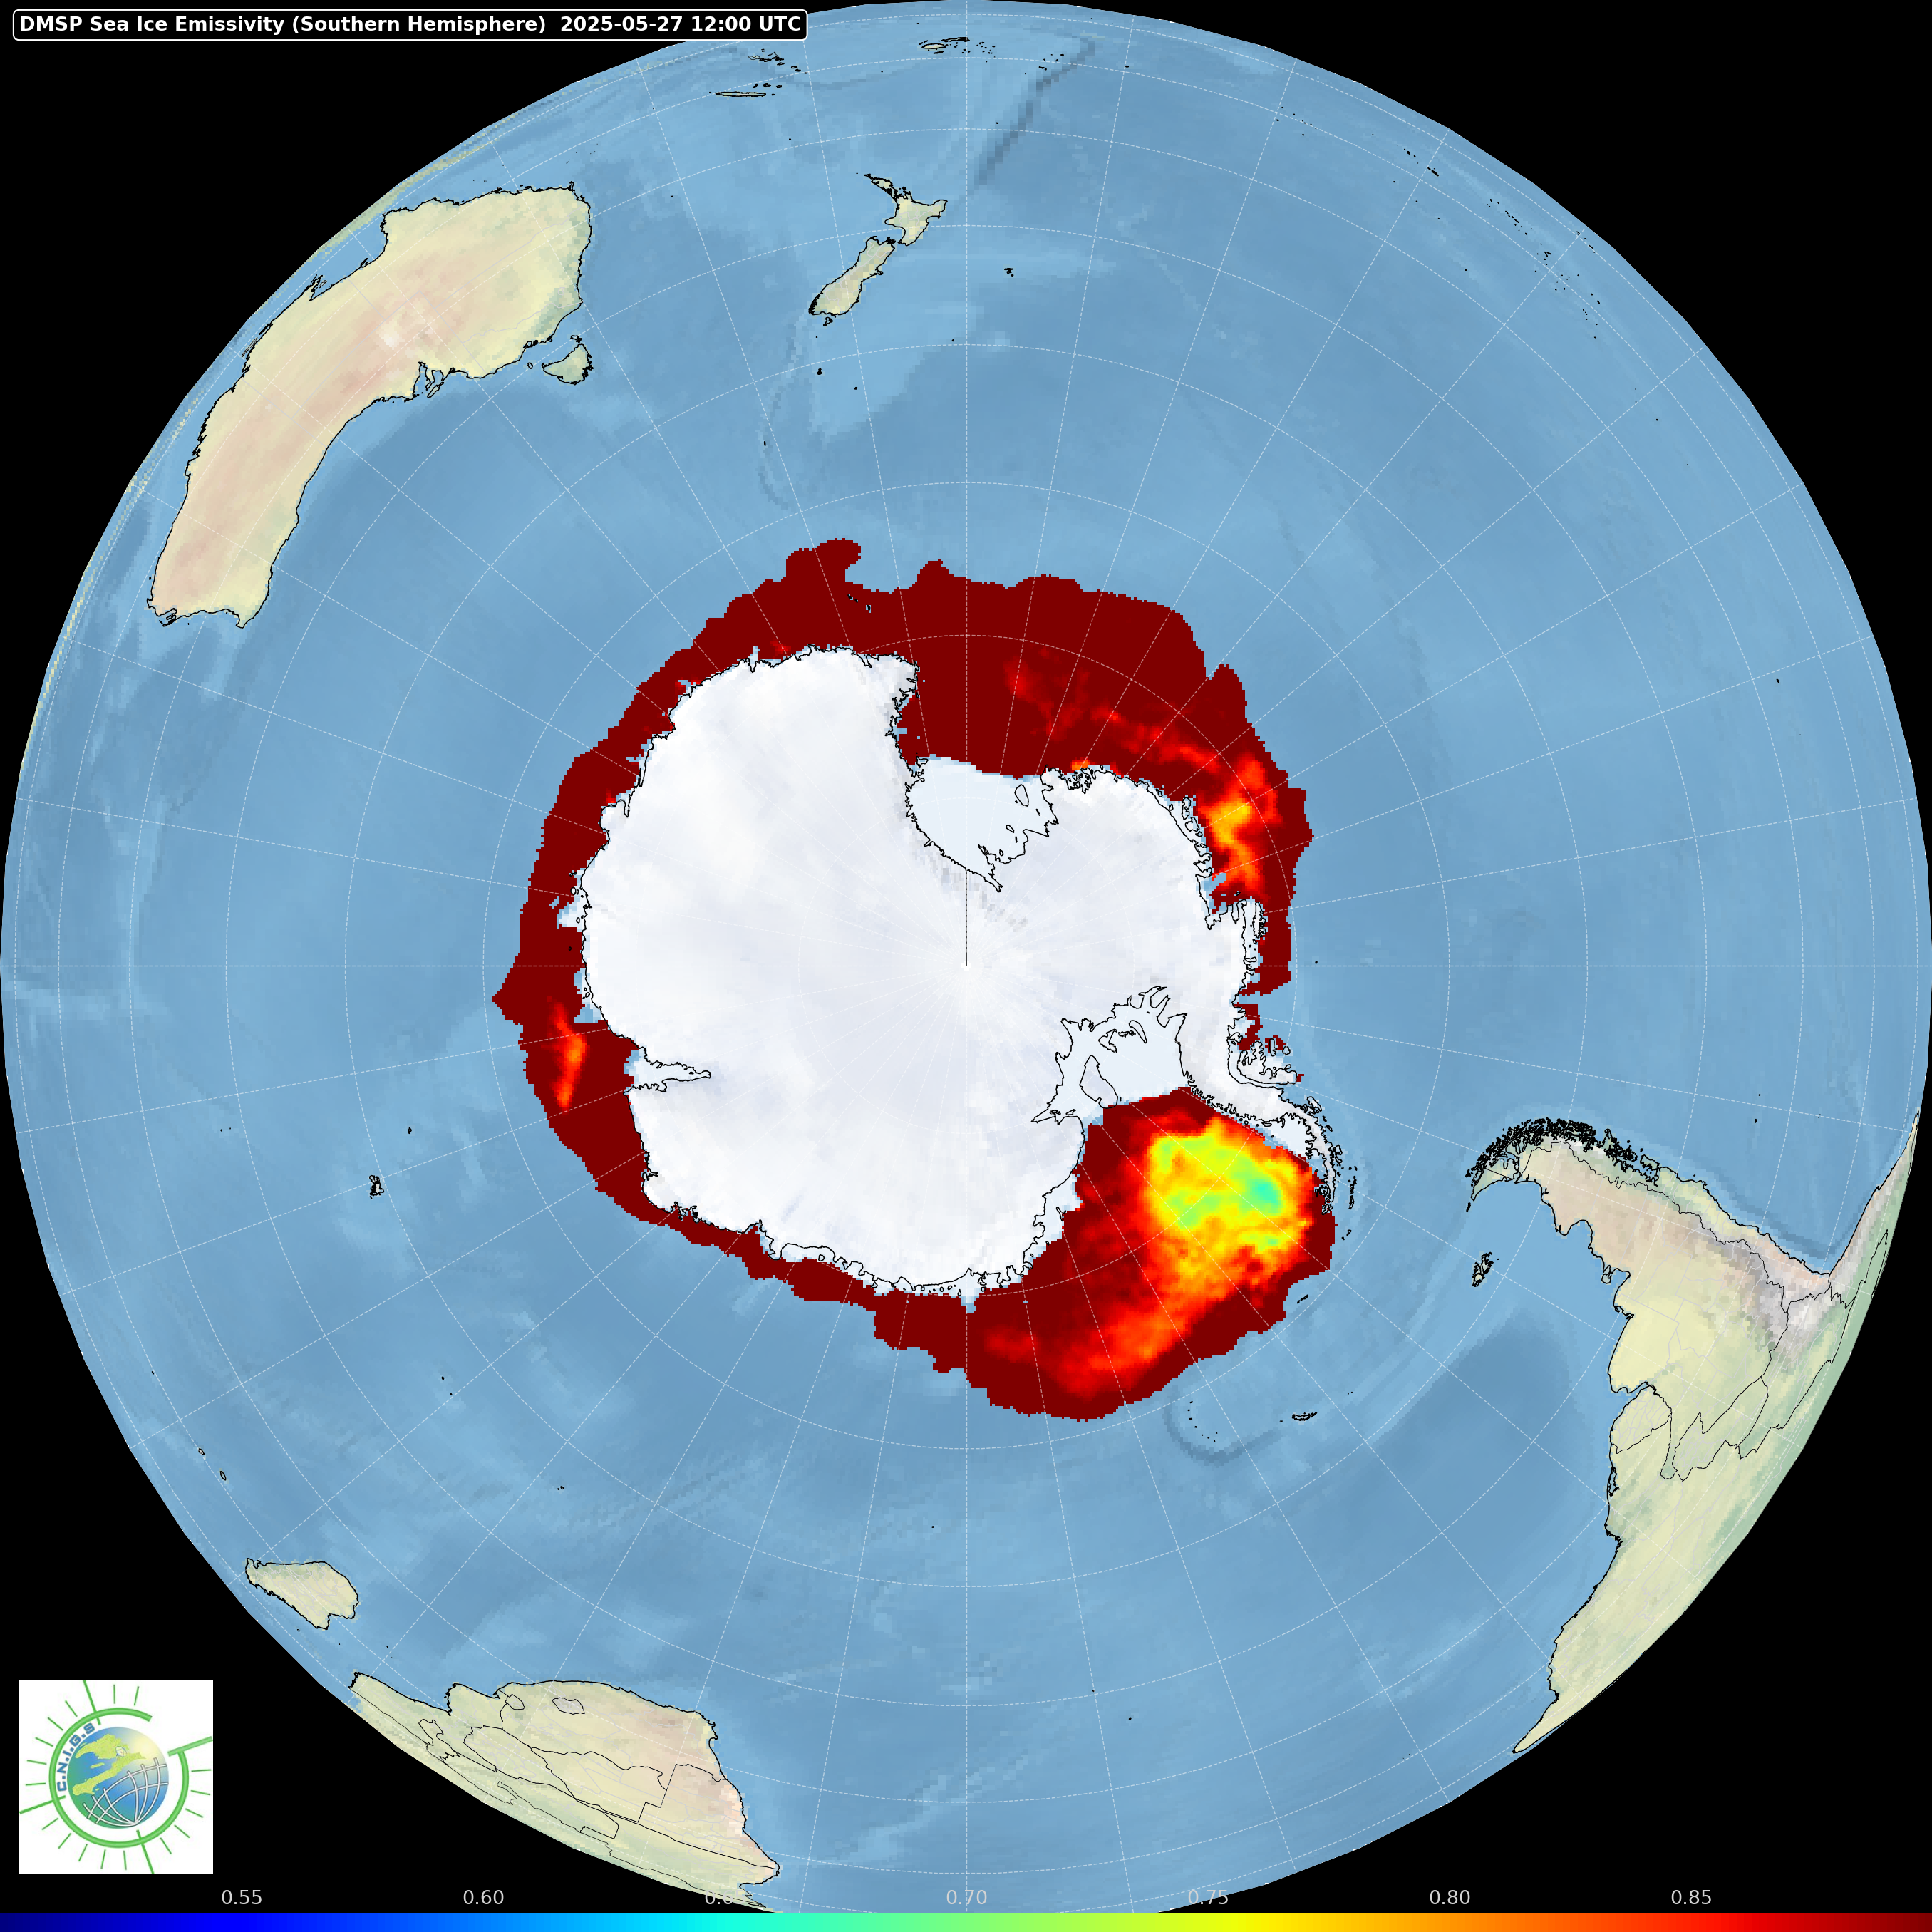 DMSP Sea Ice Emissivity (Southern Hemisphere)  2025-05-27 12:00 UTC
C.N.I.G.S
0.55 0.60 0.70 0.75 0.80 0.85